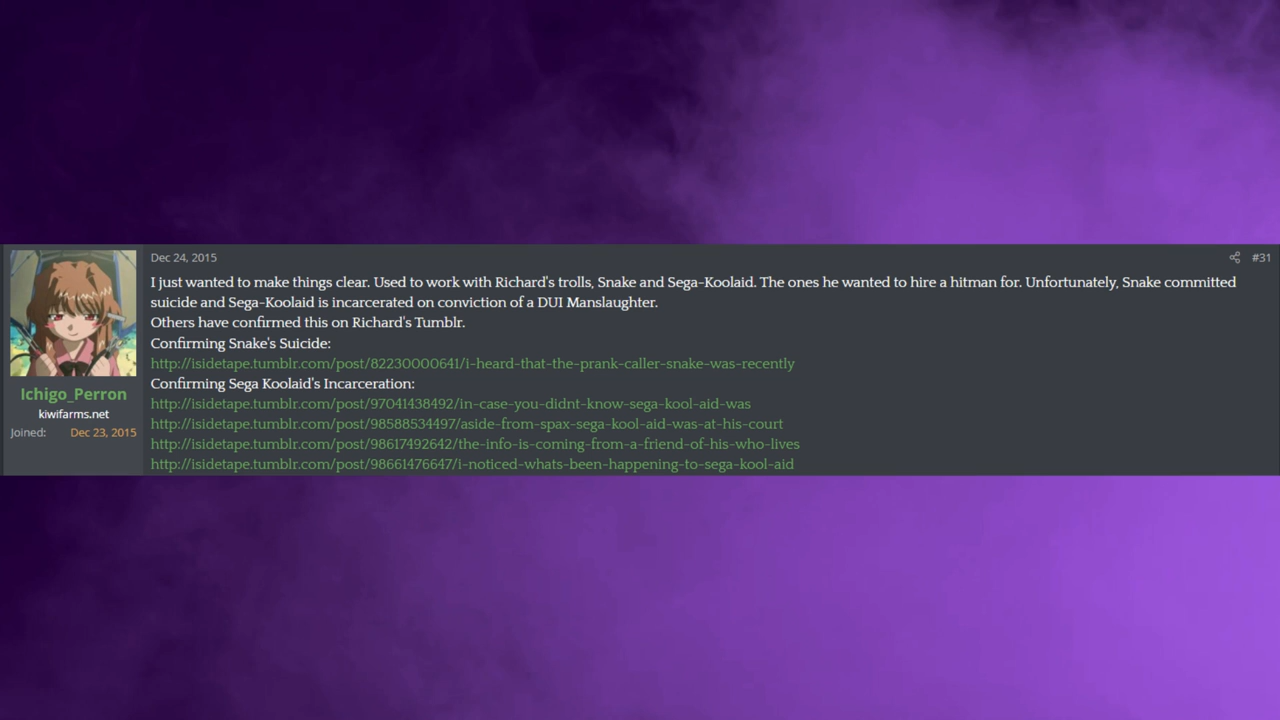 Dec 24, 2015
#31
I just wanted to make things clear. Used to work with Richard's trolls, Snake and Sega-Koolaid. The ones he wanted to hire a hitman for. Unfortunately, Snake committed
suicide and Sega-Koolaid is incarcerated on conviction of a DUI Manslaughter.
Others have confirmed this on Richard's Tumblr.
Confirming Snake's Suicide:
http://isidetape.tumblr.com/post/82230000641/i-heard-that-the-prank-caller-snake-was-recently
Confirming Sega Koolaid's Incarceration:
http://isidetape.tumblr.com/post/97041438492/in-case-you-didnt-know-sega-kool-aid-was
http://isidetape.tumblr.com/post/98588534497/aside-from-spax-sega-kool-aid-was-at-his-court
http://isidetape.tumblr.com/post/98617492642/the-info-is-coming-from-a-friend-of-his-who-lives
http://isidetape.tumblr.com/post/98661476647/i-noticed-whats-been-happening-to-sega-kool-aid
Ichigo_Perron
kiwifarms.net
Joined: Dec 23, 2015